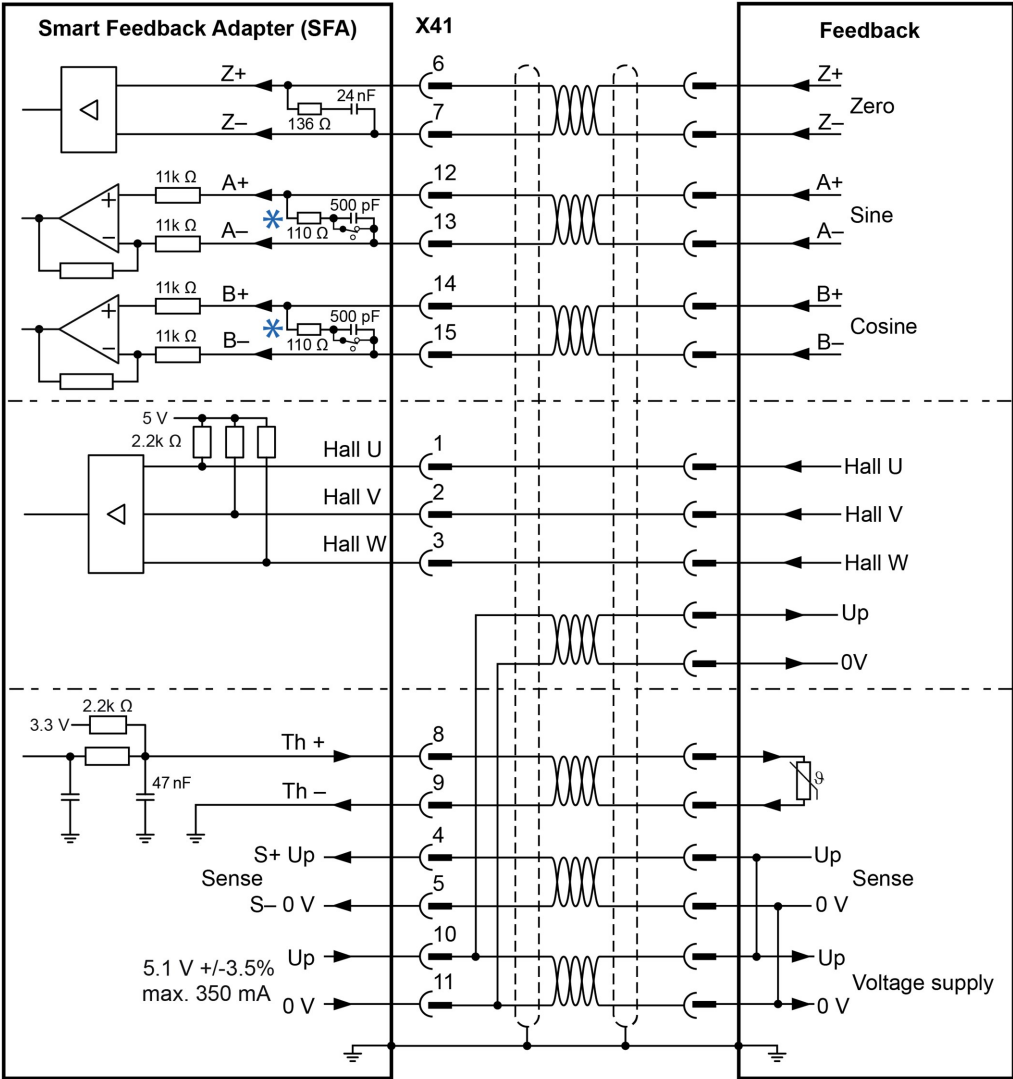 Smart Feedback Adapter (SFA)
X41
Feedback
Z+
6
Z+
24 nF
Zero
136 Ω
7
Z–
Z–
11k Ω
A+
12
A+
+
500 pF
Sine
*
11k Ω
110 Ω
13
–
A–
A–
11k Ω
B+
14
B+
+
500 pF
Cosine
*
11k Ω
110 Ω
15
–
B–
B–
5 V
2.2k Ω
Hall U
1
Hall U
Hall V
2
Hall V
Hall W
3
Hall W
Up
0V
2.2k Ω
3.3 V
Th +
8
47 nF
ϑ
Th –
9
S+ Up
4
Up
Sense
Sense
S– 0 V
5
0 V
Up
10
Up
5.1 V +/-3.5%
max. 350 mA
Voltage supply
0 V
11
0 V